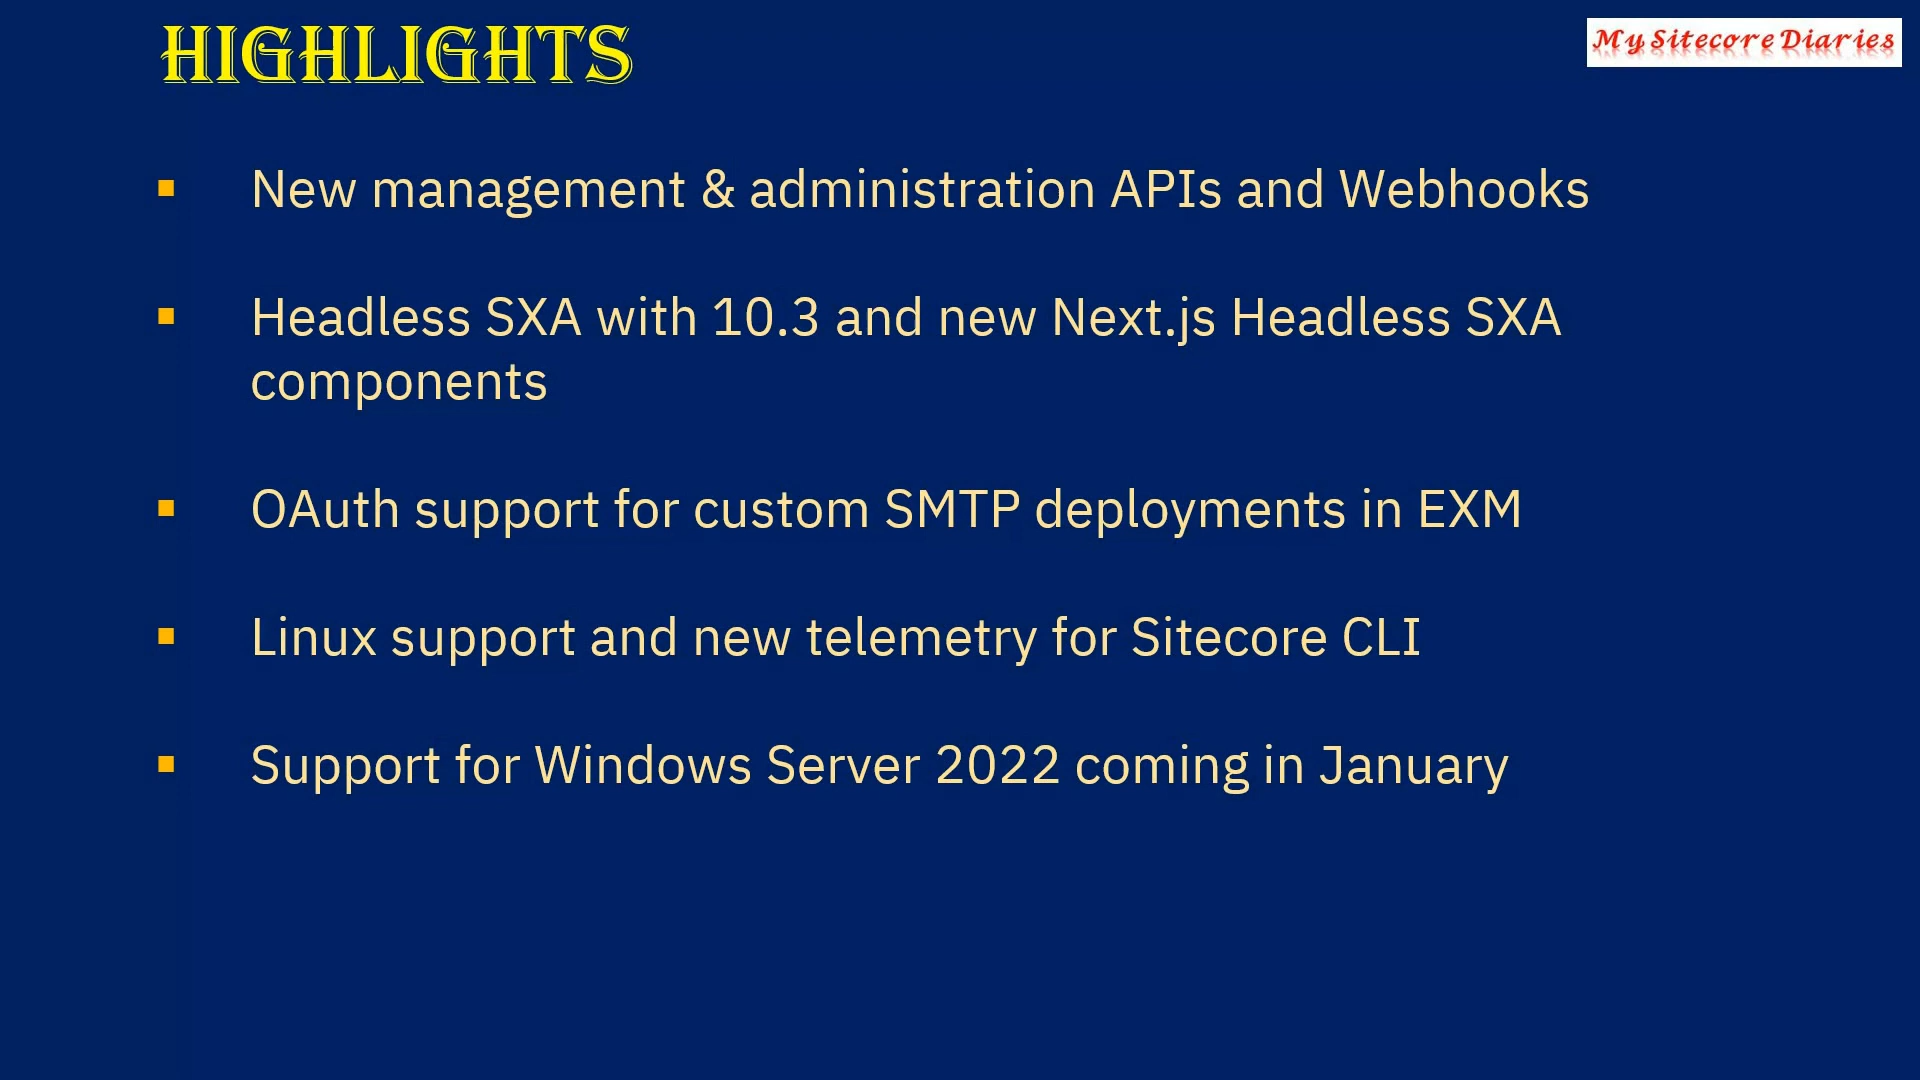 HIGHLIGHTS
My Sitecore Diaries
New management & administration APIs and Webhooks
Headless SXA with 10.3 and new Next.js Headless SXA
components
OAuth support for custom SMTP deployments in EXM
Linux support and new telemetry for Sitecore CLI
Support for Windows Server 2022 coming in January